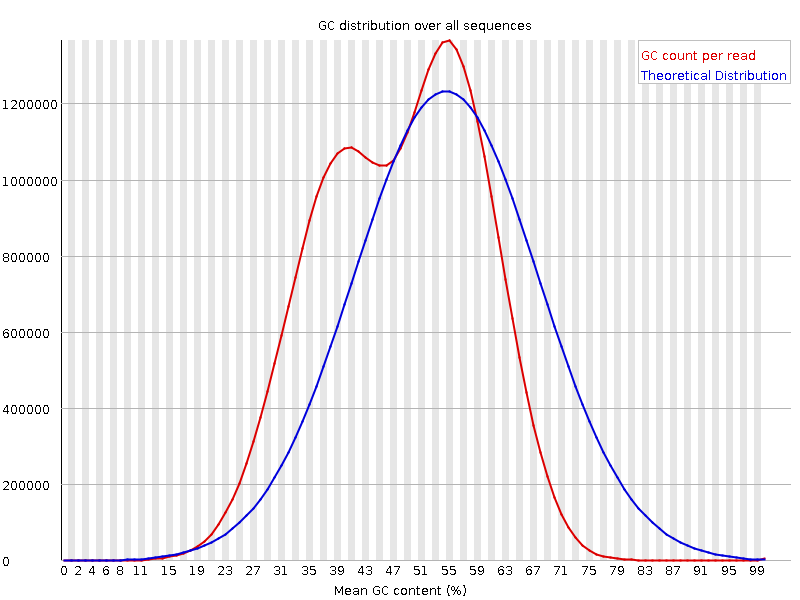 GC distribution over all sequences
GC count per read
Theoretical Distribution
1200000
1000000
800000
600000
400000
200000
0
0 2 4 6 8 11 15 19 23 27 31 35 39 43 47 51 55 59 63 67 71 75 79 83 87 91 95 99
Mean GC content (%)